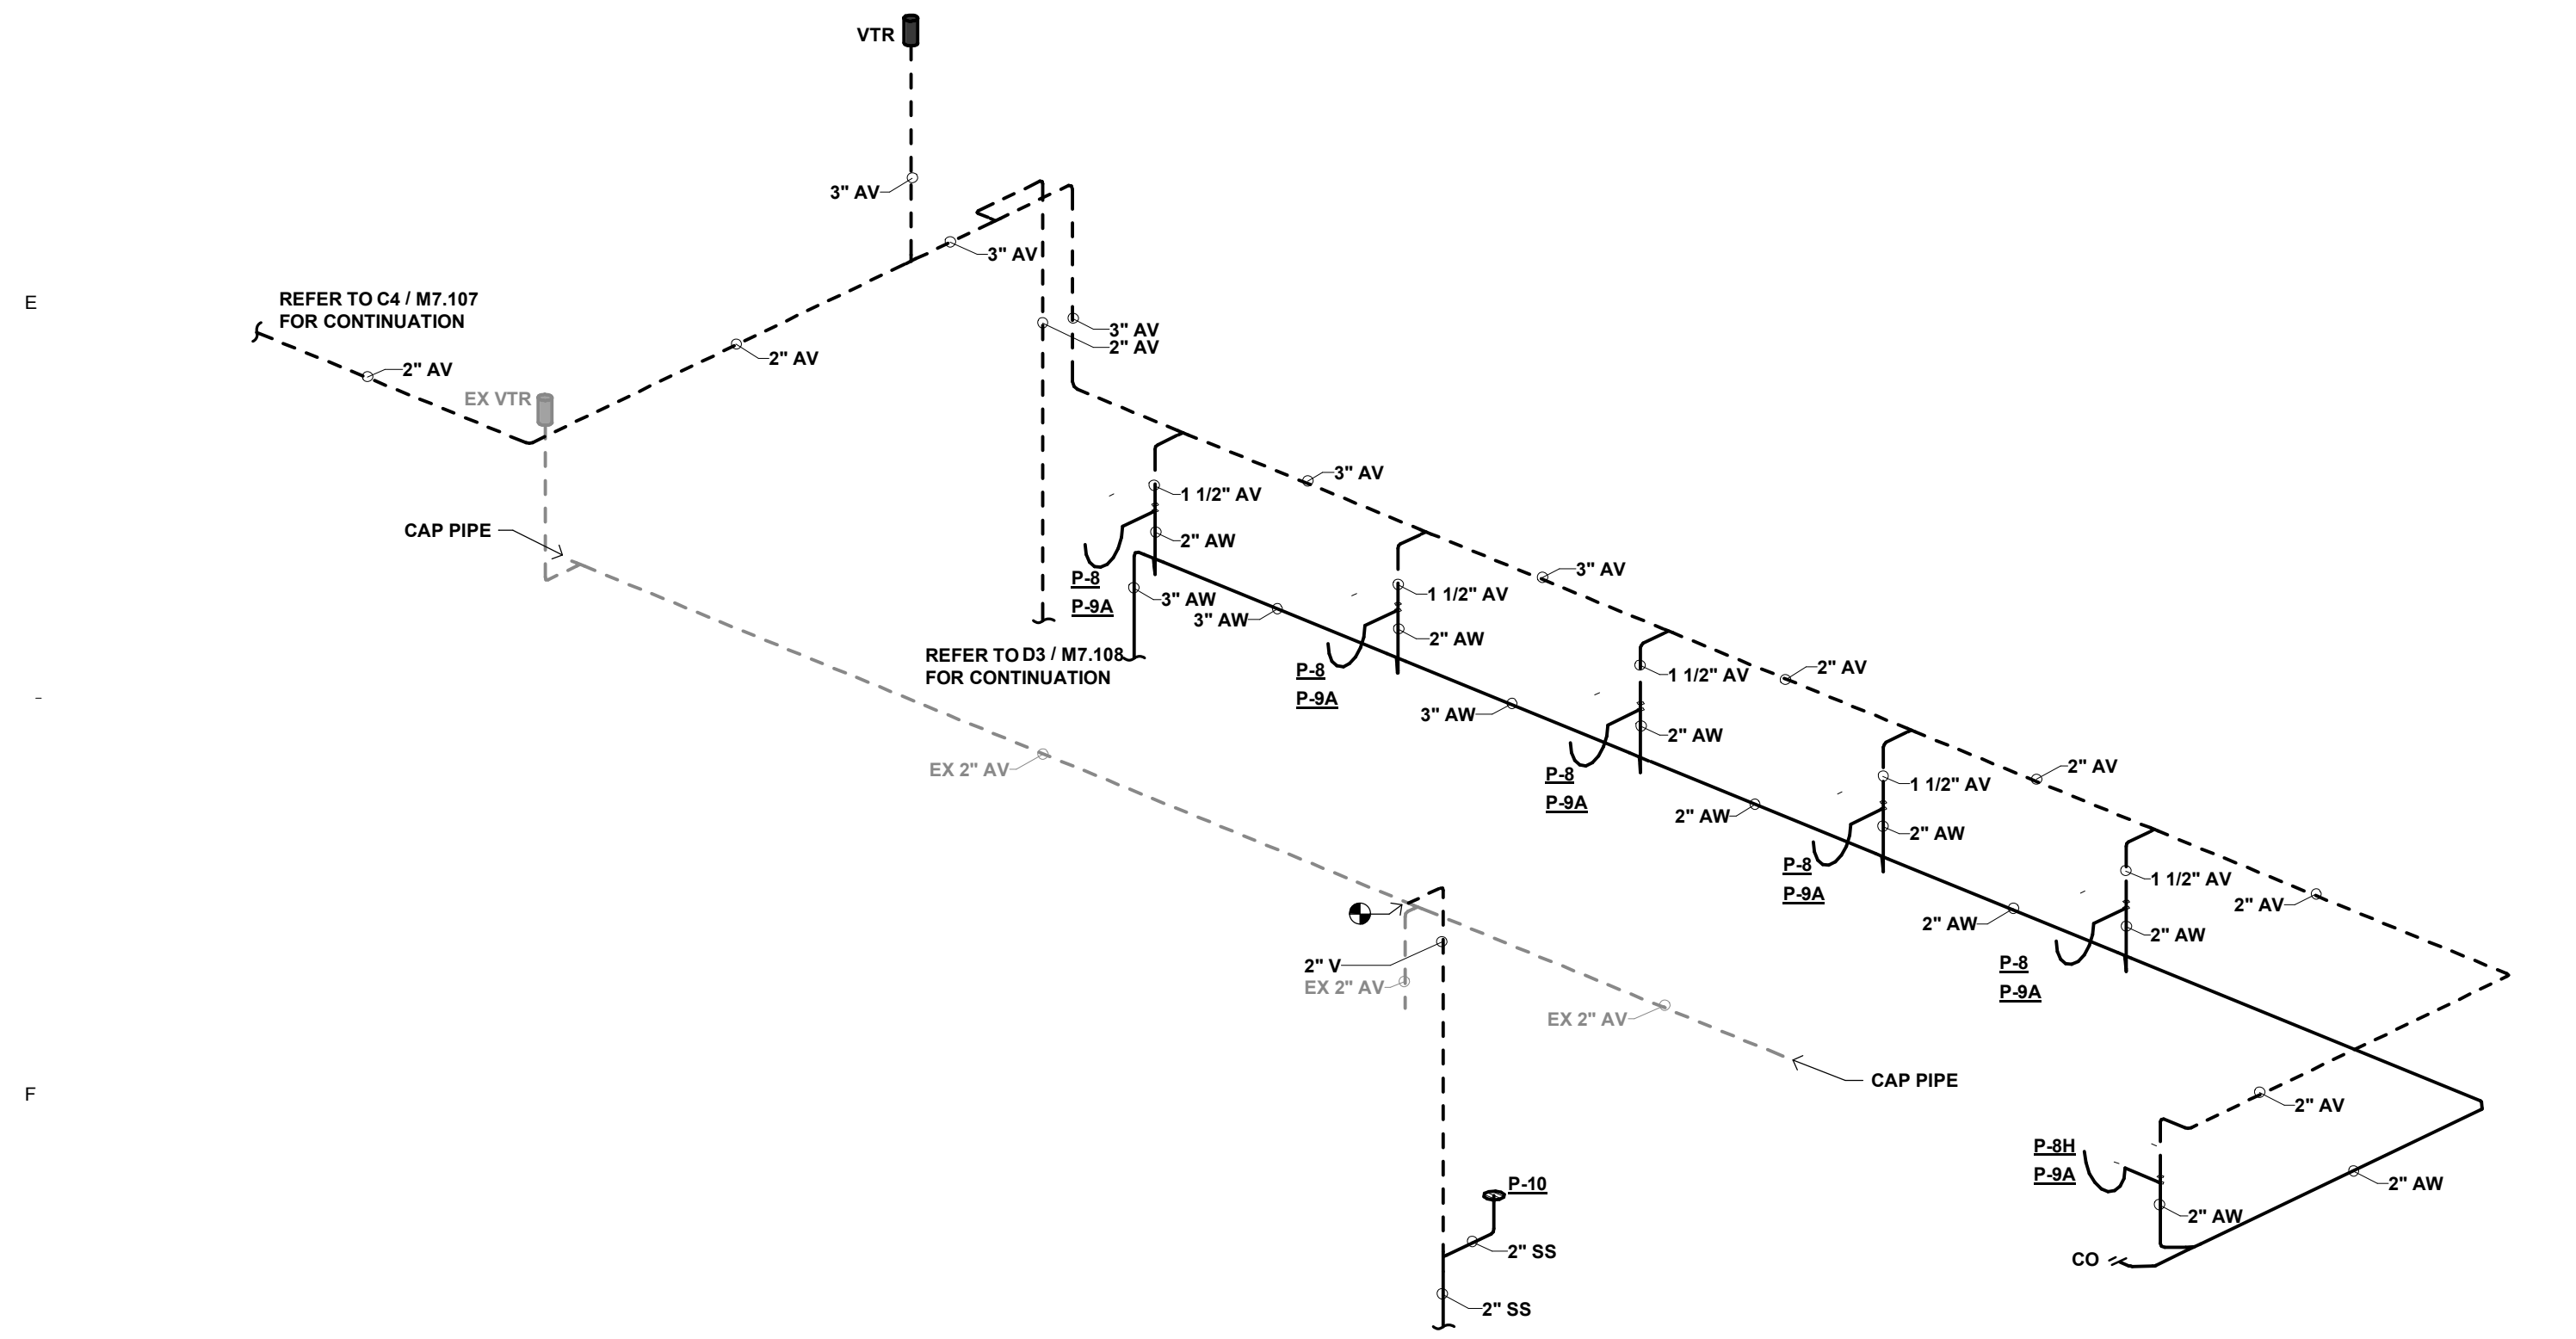 VTR
3" AV
3" AV
E
REFER TO C4 / M7.107
FOR CONTINUATION
3" AV
2" AV
2" AV
2" AV
EX VTR
3" AV
1 1/2" AV
CAP PIPE
2" AW
3" AV
P-8
P-9A
3" AW
3" AW
1 1/2" AV
2" AW
REFER TO D3 / M7.108
FOR CONTINUATION
P-8
P-9A
2" AV
1 1/2" AV
3" AW
2" AW
EX 2" AV
P-8
P-9A
2" AV
1 1/2" AV
2" AW
2" AW
P-8
P-9A
1 1/2" AV
2" AV
2" AW
2" AW
2" V
EX 2" AV
P-8
P-9A
EX 2" AV
CAP PIPE
F
2" AV
P-8H
P-9A
P-10
2" AW
2" AW
2" SS
CO
2" SS